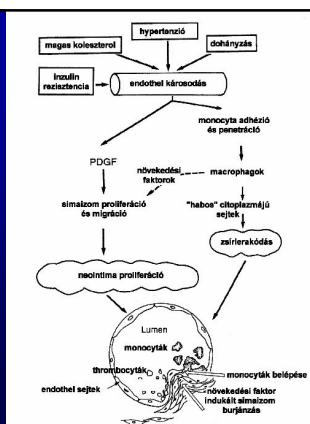 hypertenzió
magas koleszterol
dohányzás
inzulin
rezisztencia
endothel károsodás
monocyta adhézió
és penetráció
PDGF
növekedési
faktorok
macrophagok
simaizom proliferáció
és migráció
"habos" citoplazmájú
sejtek
zsírlerakódás
neointima proliferáció
Lumen
monocyták
thrombocyták
endothel sejtek
monocyták belépése
növekedési faktor
indukált simaizom
burjánzás